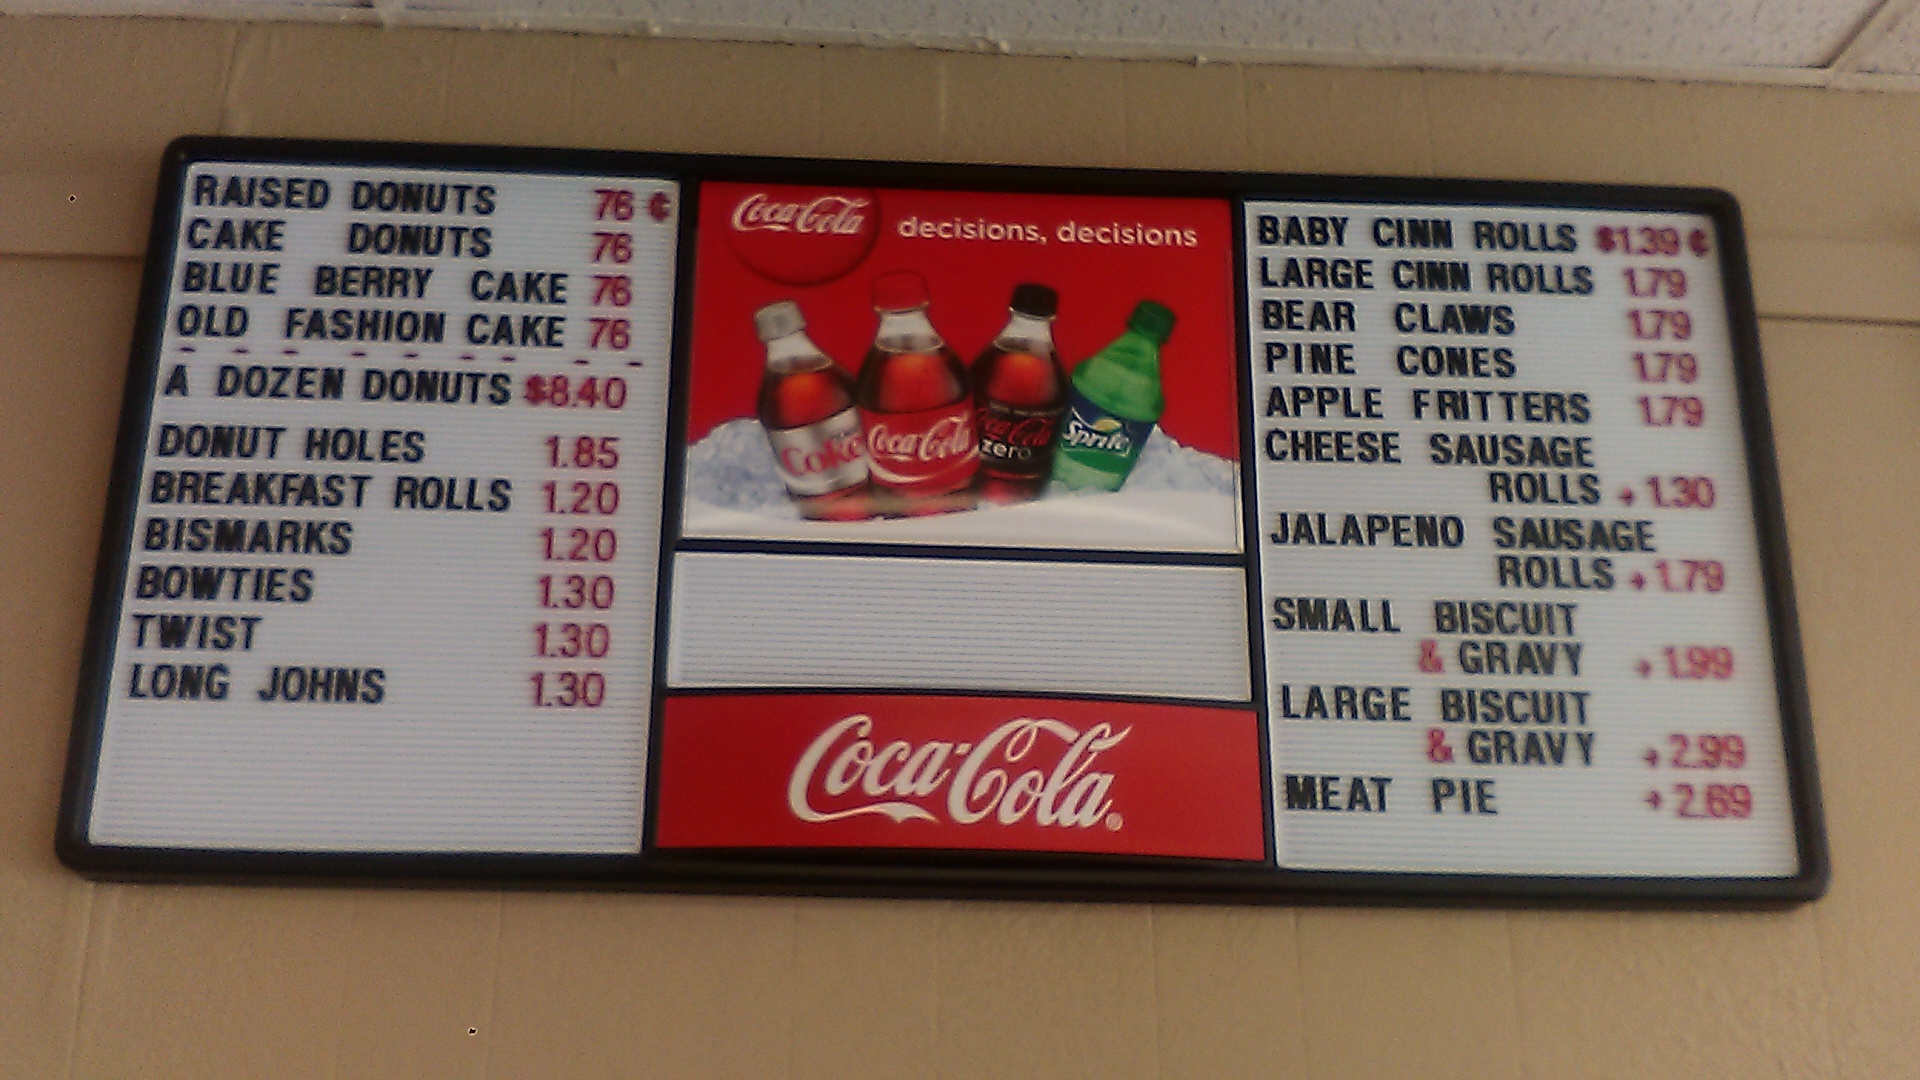 RAISED DONUTS 76 ¢
CAKE DONUTS 76
BLUE BERRY CAKE 76
OLD FASHION CAKE 76
- - - - - - - - - -
A DOZEN DONUTS $8.40
DONUT HOLES 1.85
BREAKFAST ROLLS 1.20
BISMARKS 1.20
BOWTIES 1.30
TWIST 1.30
LONG JOHNS 1.30
Coca-Cola decisions, decisions
Coke Coca-Cola Coca-Cola zero Sprite
Coca-Cola®
BABY CINN ROLLS $1.39 ¢
LARGE CINN ROLLS 1.79
BEAR CLAWS 1.79
PINE CONES 1.79
APPLE FRITTERS 1.79
CHEESE SAUSAGE
ROLLS + 1.30
JALAPENO SAUSAGE
ROLLS + 1.79
SMALL BISCUIT
& GRAVY + 1.99
LARGE BISCUIT
& GRAVY + 2.99
MEAT PIE + 2.69